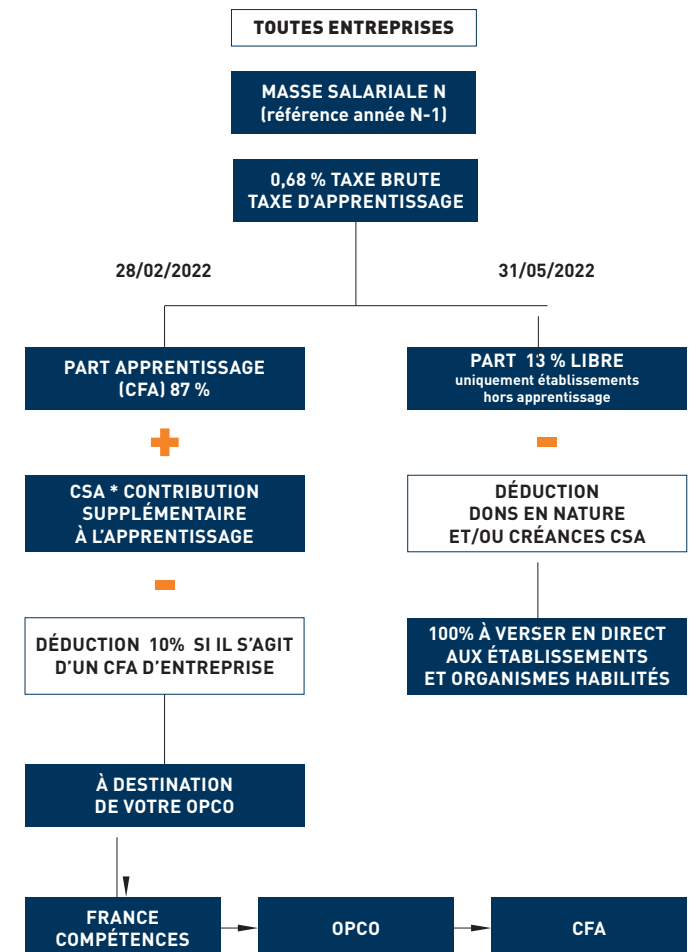 TOUTES ENTREPRISES
MASSE SALARIALE N
(référence année N-1)
0,68 % TAXE BRUTE
TAXE D'APPRENTISSAGE
28/02/2022
31/05/2022
PART APPRENTISSAGE
(CFA) 87 %
PART 13 % LIBRE
uniquement établissements
hors apprentissage
CSA * CONTRIBUTION
SUPPLÉMENTAIRE
À L'APPRENTISSAGE
DÉDUCTION
DONS EN NATURE
ET/OU CRÉANCES CSA
DÉDUCTION 10% SI IL S'AGIT
D'UN CFA D'ENTREPRISE
100% À VERSER EN DIRECT
AUX ÉTABLISSEMENTS
ET ORGANISMES HABILITÉS
À DESTINATION
DE VOTRE OPCO
FRANCE
COMPÉTENCES
OPCO
CFA